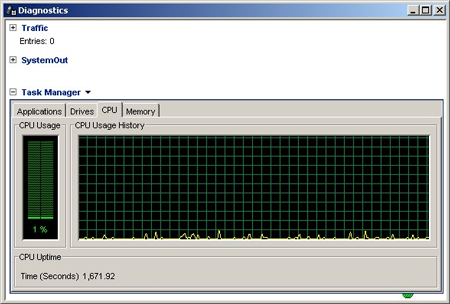 Diagnostics
Traffic
Entries: 0
SystemOut
Task Manager
Applications Drives CPU Memory
CPU Usage CPU Usage History
1 %
CPU Uptime
Time (Seconds) 1,671.92